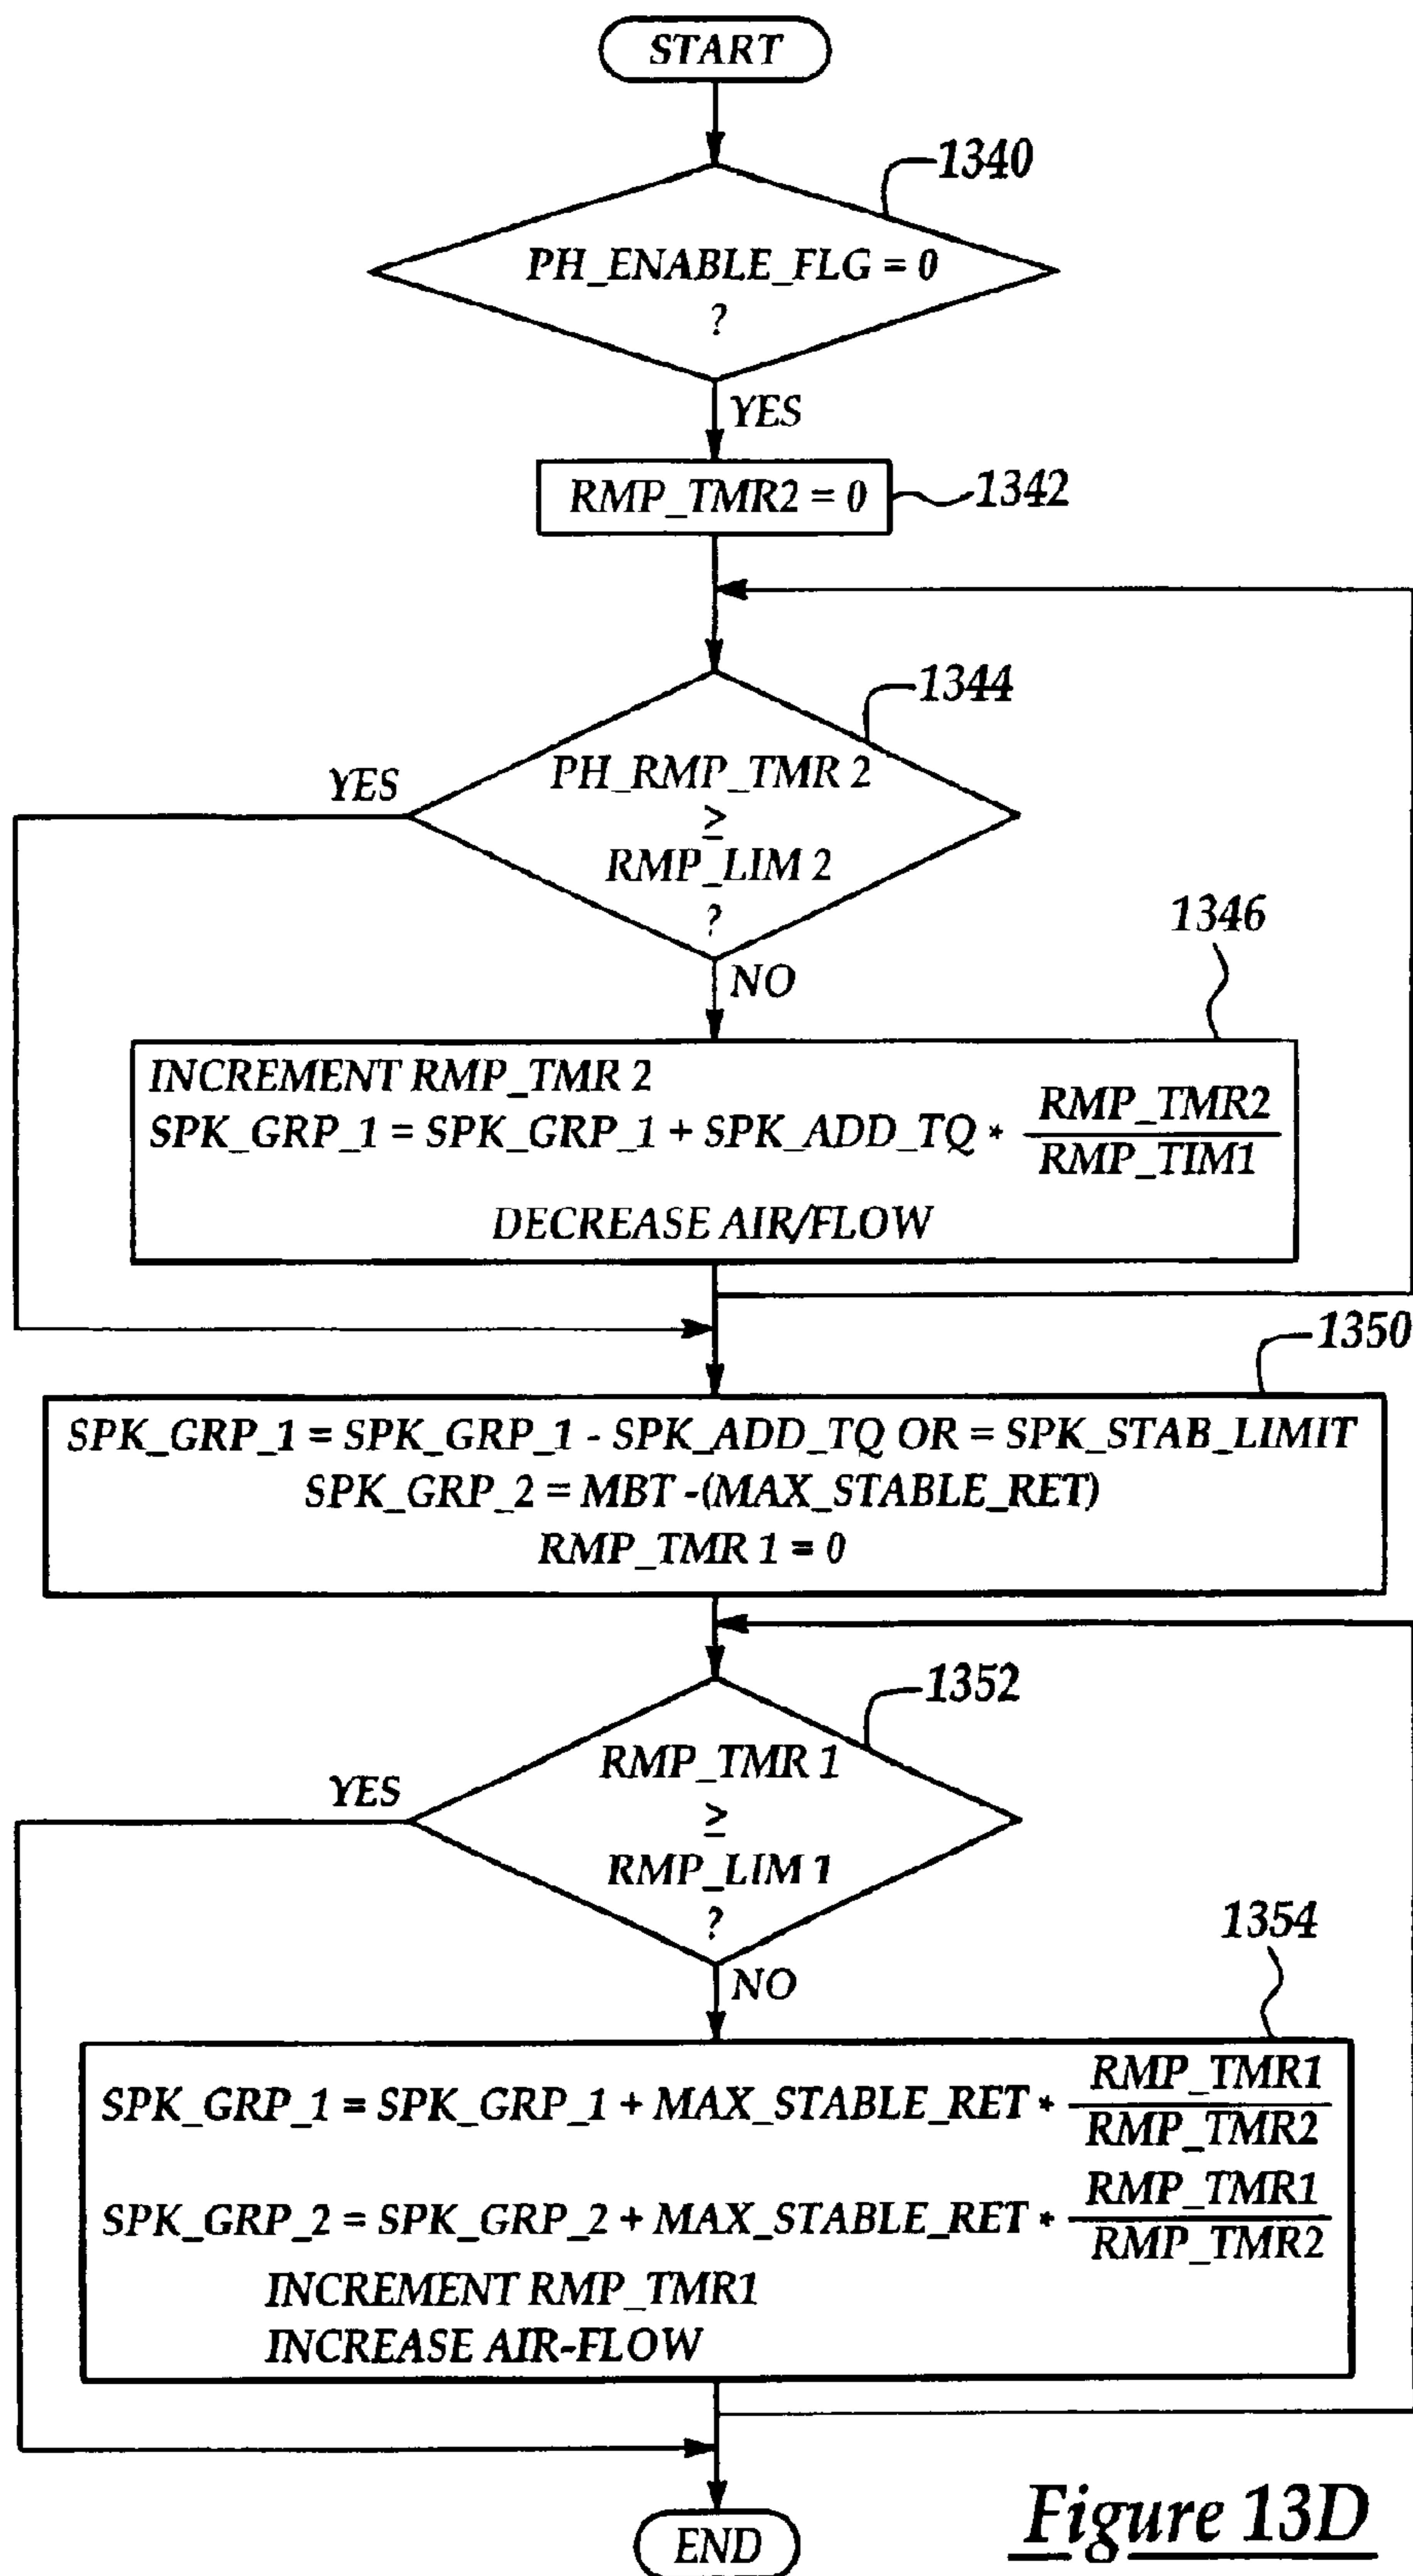 START
1340
PH_ENABLE_FLG = 0
?
YES
RMP_TMR2 = 0
1342
1344
YES
PH_RMP_TMR 2
≥
RMP_LIM 2
?
1346
NO
INCREMENT RMP_TMR 2
SPK_GRP_1 = SPK_GRP_1 + SPK_ADD_TQ * RMP_TMR2 / RMP_TIM1
DECREASE AIR/FLOW
1350
SPK_GRP_1 = SPK_GRP_1 - SPK_ADD_TQ OR = SPK_STAB_LIMIT
SPK_GRP_2 = MBT -(MAX_STABLE_RET)
RMP_TMR 1 = 0
1352
YES
RMP_TMR 1
≥
RMP_LIM 1
?
1354
NO
SPK_GRP_1 = SPK_GRP_1 + MAX_STABLE_RET * RMP_TMR1 / RMP_TMR2
SPK_GRP_2 = SPK_GRP_2 + MAX_STABLE_RET * RMP_TMR1 / RMP_TMR2
INCREMENT RMP_TMR1
INCREASE AIR-FLOW
END
Figure 13D